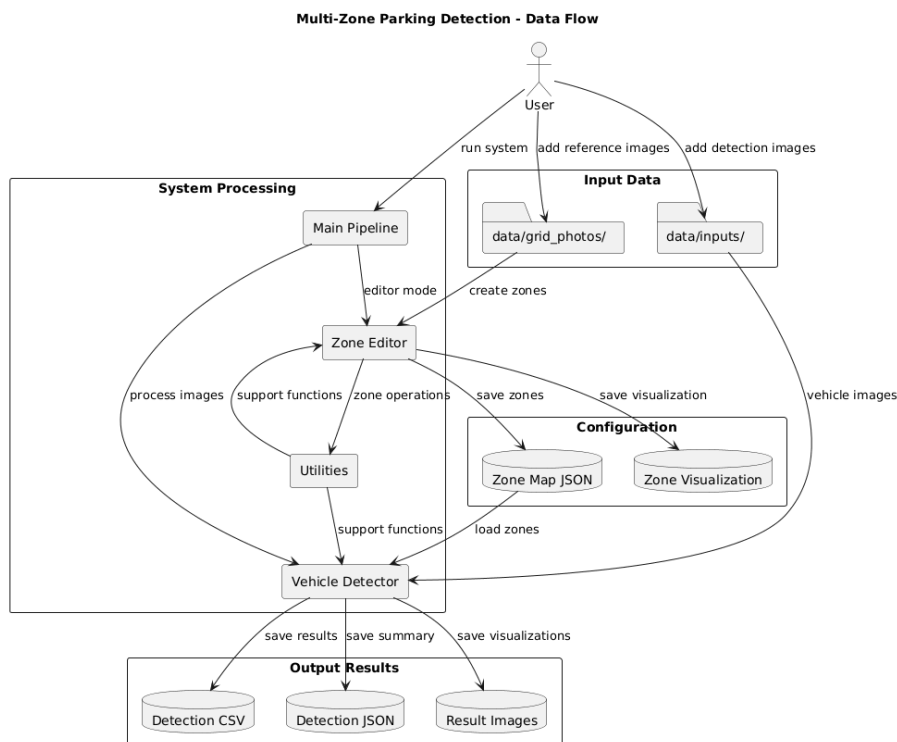 Multi-Zone Parking Detection - Data Flow
User
run system
add reference images
add detection images
System Processing
Input Data
Main Pipeline
data/grid_photos/
data/inputs/
editor mode
create zones
Zone Editor
process images
support functions
zone operations
save zones
save visualization
vehicle images
Configuration
Utilities
Zone Map JSON
Zone Visualization
support functions
load zones
Vehicle Detector
save results
save summary
save visualizations
Output Results
Detection CSV
Detection JSON
Result Images